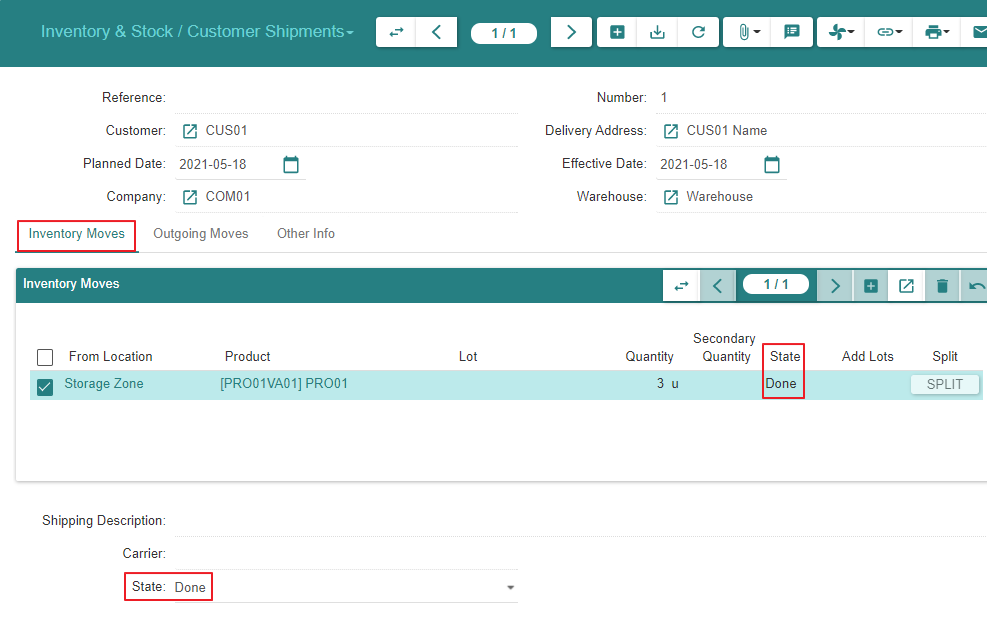 Inventory & Stock / Customer Shipments
1 / 1
Reference:
Number: 1
Customer: CUS01
Delivery Address: CUS01 Name
Planned Date: 2021-05-18
Effective Date: 2021-05-18
Company: COM01
Warehouse: Warehouse
Inventory Moves Outgoing Moves Other Info
Inventory Moves
1 / 1
From Location Product Lot Quantity Secondary Quantity State Add Lots Split
Storage Zone [PRO01VA01] PRO01 3 u Done SPLIT
Shipping Description:
Carrier:
State: Done